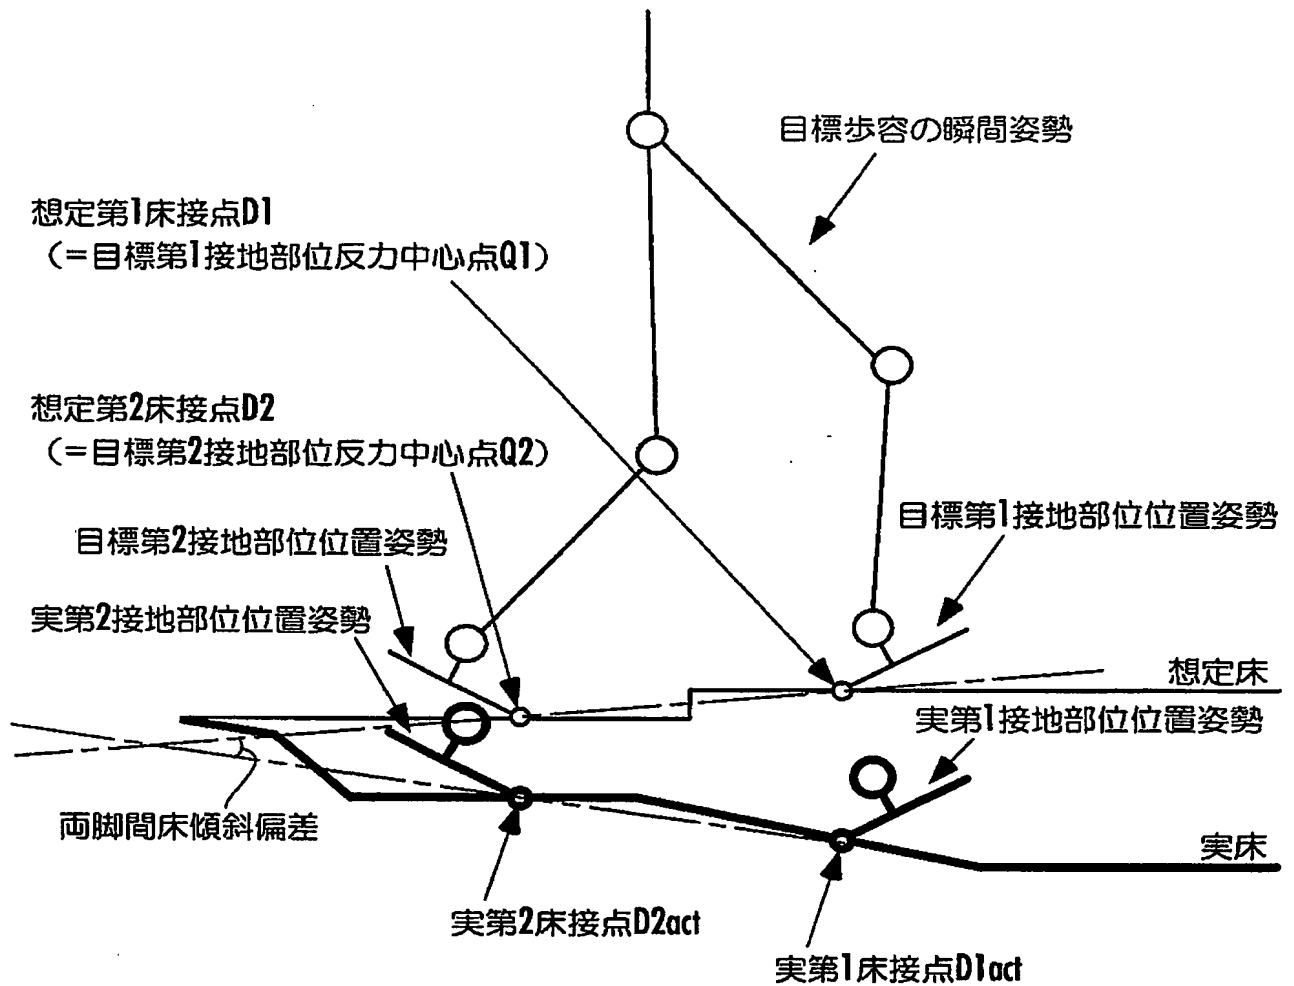 目標歩容の瞬間姿勢
想定第1床接点D1
(=目標第1接地部位反力中心点Q1)
想定第2床接点D2
(=目標第2接地部位反力中心点Q2)
目標第1接地部位位置姿勢
目標第2接地部位位置姿勢
実第2接地部位位置姿勢
想定床
実第1接地部位位置姿勢
両脚間床傾斜偏差
実床
実第2床接点D2act
実第1床接点D1act